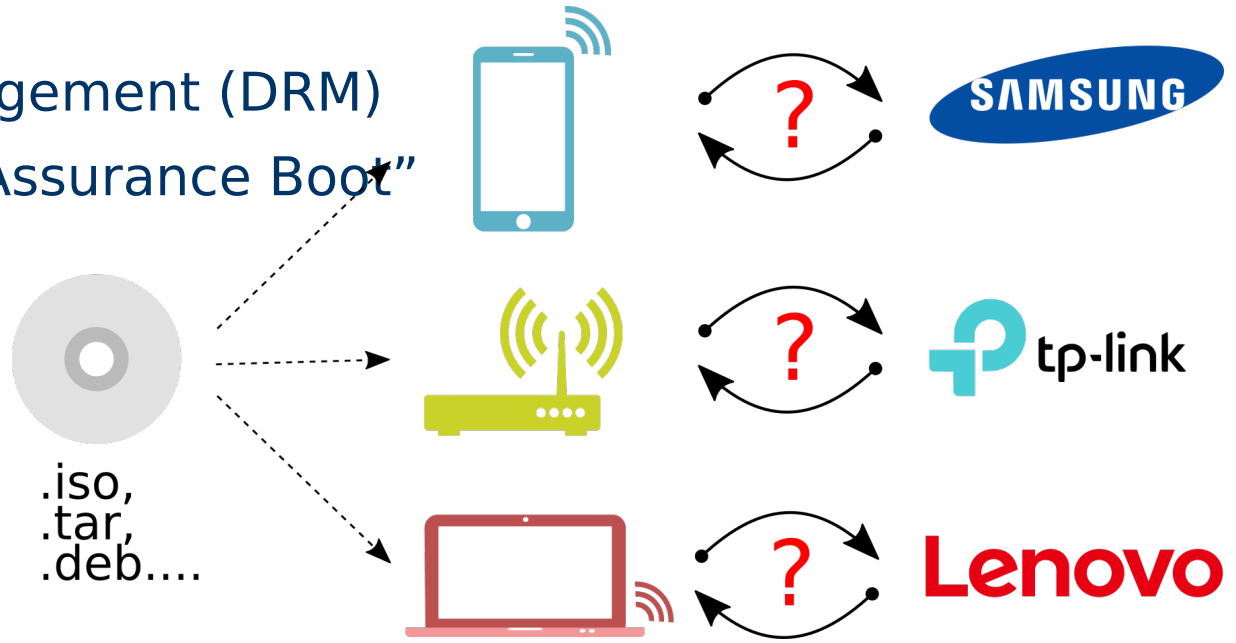 gement (DRM)
Assurance Boot”
?
SAMSUNG
?
tp-link
.iso,
.tar,
.deb....
?
Lenovo